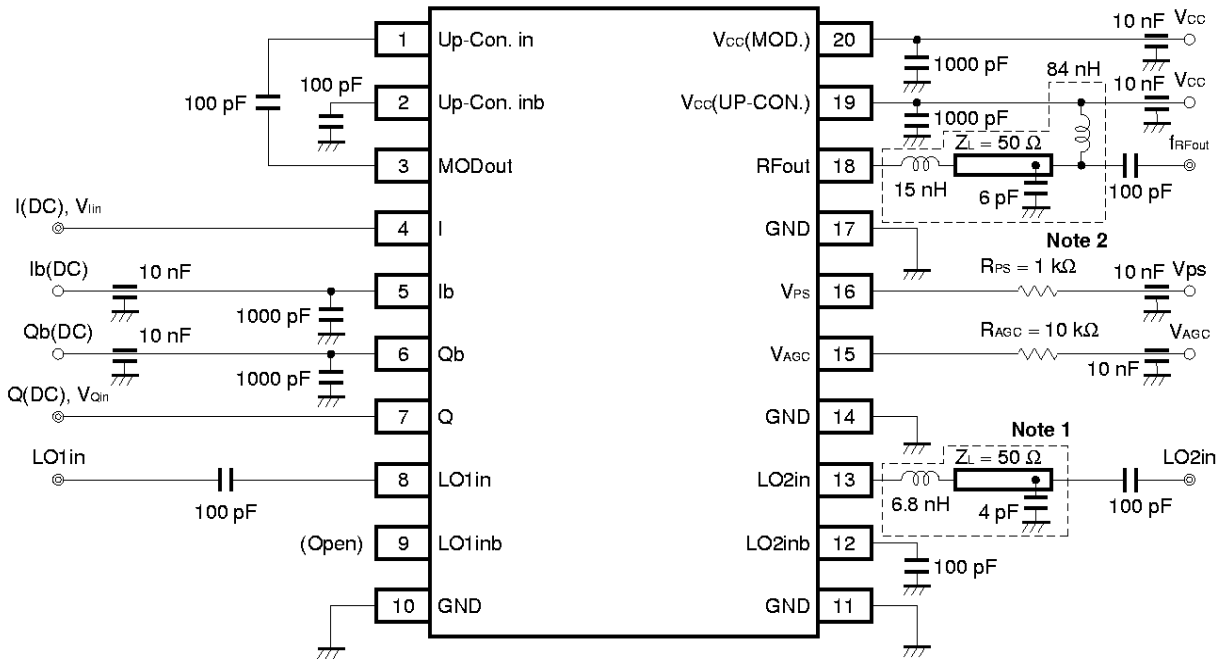 10 nF
VCC
1
Up-Con. in
VCC(MOD.)
20
1000 pF
84 nH
100 pF
100 pF
10 nF
VCC
2
Up-Con. inb
VCC(UP-CON.)
19
1000 pF
ZL = 50 Ω
fRFout
3
MODout
RFout
18
15 nH
6 pF
100 pF
I(DC), VIin
4
I
GND
17
Note 2
Ib(DC)
10 nF
RPS = 1 kΩ
10 nF
Vps
5
Ib
VPS
16
1000 pF
Qb(DC)
10 nF
RAGC = 10 kΩ
VAGC
6
Qb
VAGC
15
1000 pF
10 nF
Q(DC), VQin
7
Q
GND
14
Note 1
LO1in
ZL = 50 Ω
LO2in
8
LO1in
LO2in
13
100 pF
6.8 nH
4 pF
100 pF
(Open)
9
LO1inb
LO2inb
12
100 pF
10
GND
GND
11